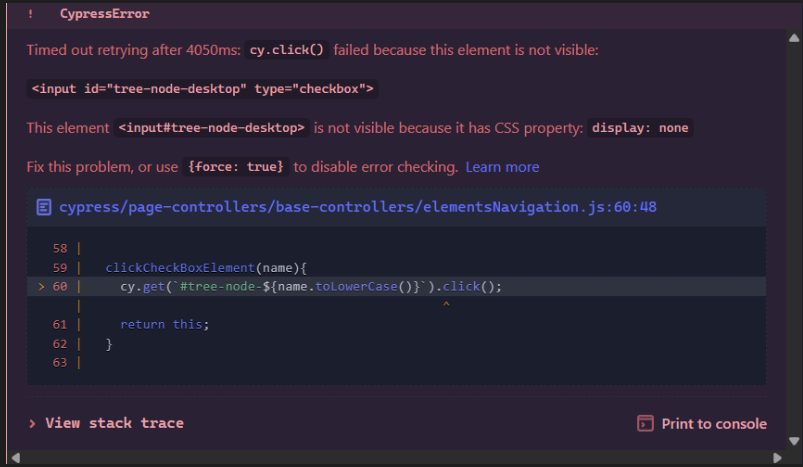 ! CypressError
Timed out retrying after 4050ms: cy.click() failed because this element is not visible:
<input id="tree-node-desktop" type="checkbox">
This element <input#tree-node-desktop> is not visible because it has CSS property: display: none
Fix this problem, or use {force: true} to disable error checking. Learn more
cypress/page-controllers/base-controllers/elementsNavigation.js:60:48
58 |
59 |   clickCheckBoxElement(name){
> 60 |     cy.get(`#tree-node-${name.toLowerCase()}`).click();
|                                                ^
61 |     return this;
62 |   }
63 |
> View stack trace
Print to console